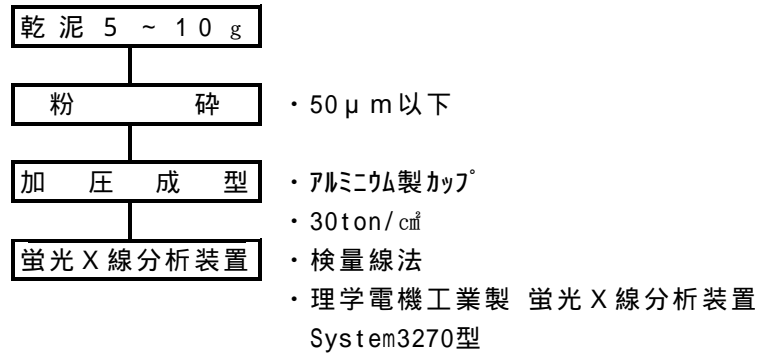 乾泥5~10g
粉砕 ・50μm以下
加圧成型 ・ｱﾙﾐﾆｳﾑ製ｶｯﾌﾟ
・30ton/c㎡
蛍光X線分析装置 ・検量線法
・理学電機工業製 蛍光X線分析装置
System3270型